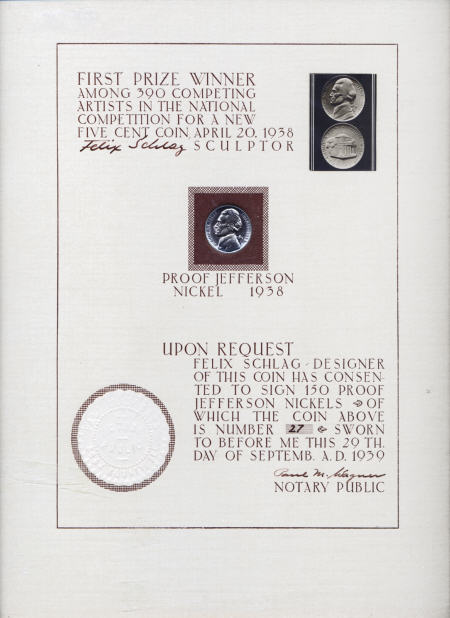 FIRST PRIZE WINNER
AMONG 390 COMPETING
ARTISTS IN THE NATIONAL
COMPETITION FOR A NEW
FIVE CENT COIN, APRIL 20, 1938
Felix Schlag SCULPTOR
PROOF JEFFERSON
NICKEL 1938
UPON REQUEST
FELIX SCHLAG - DESIGNER
OF THIS COIN HAS CONSEN-
TED TO SIGN 150 PROOF
JEFFERSON NICKELS OF
WHICH THE COIN ABOVE
IS NUMBER 27 SWORN
TO BEFORE ME THIS 29TH.
DAY OF SEPTEMB. A.D. 1939
Paul M. Wagner
NOTARY PUBLIC